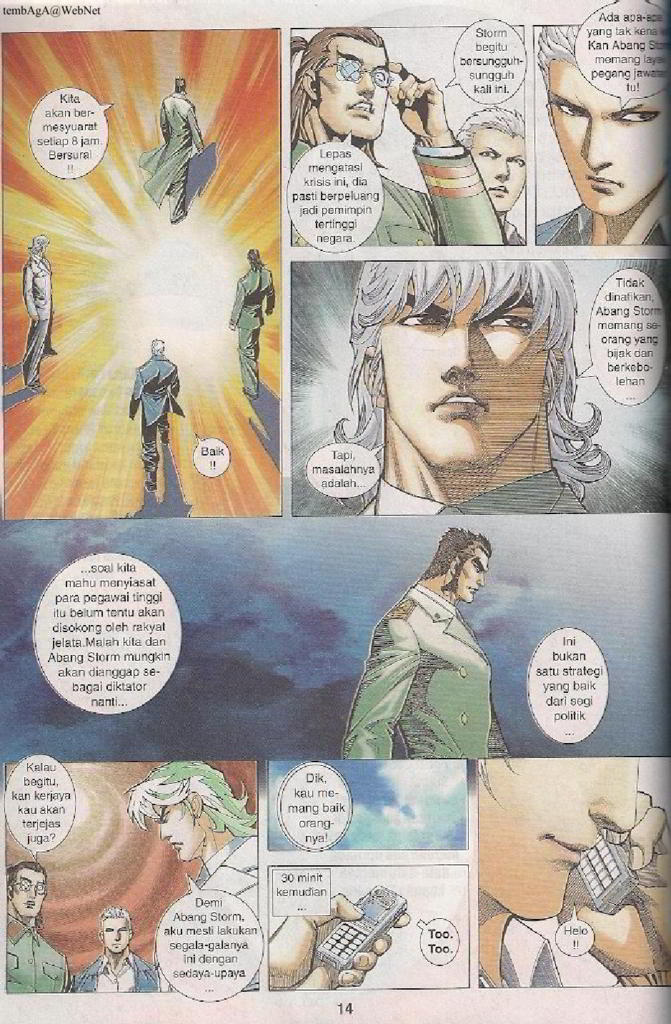 tembAgA@WebNet
Kita
akan ber-
mesyuarat
setiap 8 jam.
Bersurai
!!
Baik
!!
Storm
begitu
bersungguh-
sungguh
kali ini.
Lepas
mengatasi
krisis ini, dia
pasti berpeluang
jadi pemimpin
tertinggi
negara.
Ada apa-apa
yang tak kena
Kan Abang
memang
pegang
tu!
Tidak
dinafikan,
Abang Storm
memang se-
orang yang
bijak dan
berkebo-
lehan
...
Tapi,
masalahnya
adalah...
...soal kita
mahu menyiasat
para pegawai tinggi
itu belum tentu akan
disokong oleh rakyat
jelata.Malah kita dan
Abang Storm mungkin
akan dianggap se-
bagai diktator
nanti...
Ini
bukan
satu strategi
yang baik
dari segi
politik
...
Kalau
begitu,
kan kerjaya
kau akan
terjejas
juga?
Demi
Abang Storm,
aku mesti lakukan
segala-galanya
ini dengan
sedaya-upaya
...
Dik,
kau me-
mang baik
orang-
nya!
30 minit
kemudian
...
Too.
Too.
Helo
!!
14